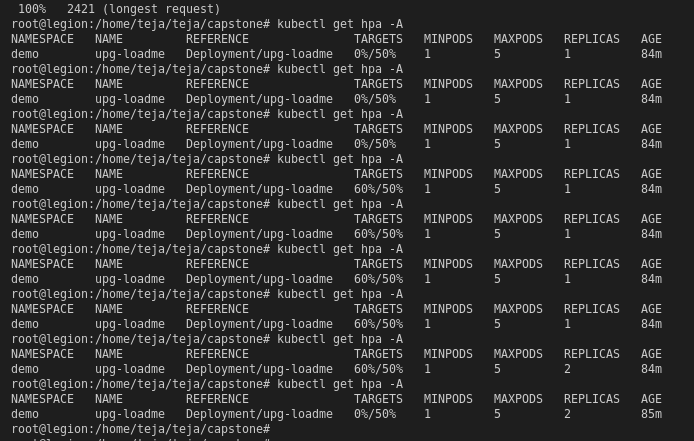 100%   2421 (longest request)
root@legion:/home/teja/teja/capstone# kubectl get hpa -A
NAMESPACE   NAME         REFERENCE               TARGETS   MINPODS   MAXPODS   REPLICAS   AGE
demo        upg-loadme   Deployment/upg-loadme   0%/50%    1         5         1          84m
root@legion:/home/teja/teja/capstone# kubectl get hpa -A
NAMESPACE   NAME         REFERENCE               TARGETS   MINPODS   MAXPODS   REPLICAS   AGE
demo        upg-loadme   Deployment/upg-loadme   0%/50%    1         5         1          84m
root@legion:/home/teja/teja/capstone# kubectl get hpa -A
NAMESPACE   NAME         REFERENCE               TARGETS   MINPODS   MAXPODS   REPLICAS   AGE
demo        upg-loadme   Deployment/upg-loadme   0%/50%    1         5         1          84m
root@legion:/home/teja/teja/capstone# kubectl get hpa -A
NAMESPACE   NAME         REFERENCE               TARGETS   MINPODS   MAXPODS   REPLICAS   AGE
demo        upg-loadme   Deployment/upg-loadme   60%/50%   1         5         1          84m
root@legion:/home/teja/teja/capstone# kubectl get hpa -A
NAMESPACE   NAME         REFERENCE               TARGETS   MINPODS   MAXPODS   REPLICAS   AGE
demo        upg-loadme   Deployment/upg-loadme   60%/50%   1         5         1          84m
root@legion:/home/teja/teja/capstone# kubectl get hpa -A
NAMESPACE   NAME         REFERENCE               TARGETS   MINPODS   MAXPODS   REPLICAS   AGE
demo        upg-loadme   Deployment/upg-loadme   60%/50%   1         5         1          84m
root@legion:/home/teja/teja/capstone# kubectl get hpa -A
NAMESPACE   NAME         REFERENCE               TARGETS   MINPODS   MAXPODS   REPLICAS   AGE
demo        upg-loadme   Deployment/upg-loadme   60%/50%   1         5         1          84m
root@legion:/home/teja/teja/capstone# kubectl get hpa -A
NAMESPACE   NAME         REFERENCE               TARGETS   MINPODS   MAXPODS   REPLICAS   AGE
demo        upg-loadme   Deployment/upg-loadme   60%/50%   1         5         2          84m
root@legion:/home/teja/teja/capstone# kubectl get hpa -A
NAMESPACE   NAME         REFERENCE               TARGETS   MINPODS   MAXPODS   REPLICAS   AGE
demo        upg-loadme   Deployment/upg-loadme   0%/50%    1         5         2          85m
root@legion:/home/teja/teja/capstone#